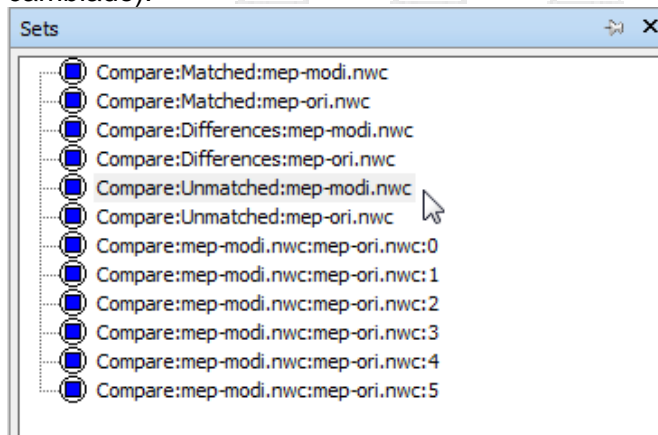 cambiado).
Sets
Compare:Matched:mep-modi.nwc
Compare:Matched:mep-ori.nwc
Compare:Differences:mep-modi.nwc
Compare:Differences:mep-ori.nwc
Compare:Unmatched:mep-modi.nwc
Compare:Unmatched:mep-ori.nwc
Compare:mep-modi.nwc:mep-ori.nwc:0
Compare:mep-modi.nwc:mep-ori.nwc:1
Compare:mep-modi.nwc:mep-ori.nwc:2
Compare:mep-modi.nwc:mep-ori.nwc:3
Compare:mep-modi.nwc:mep-ori.nwc:4
Compare:mep-modi.nwc:mep-ori.nwc:5